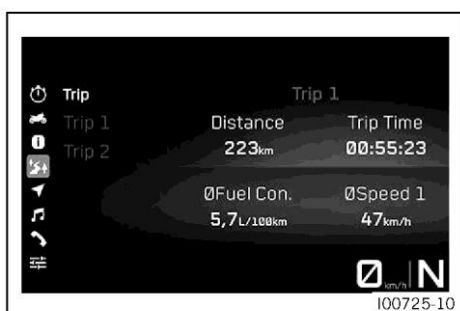 Trip
Trip 1
Trip 2
Trip 1
Distance
Trip Time
223km
00:55:23
ØFuel Con.
ØSpeed 1
5,7L/100km
47km/h
0 km/h N
I00725-10